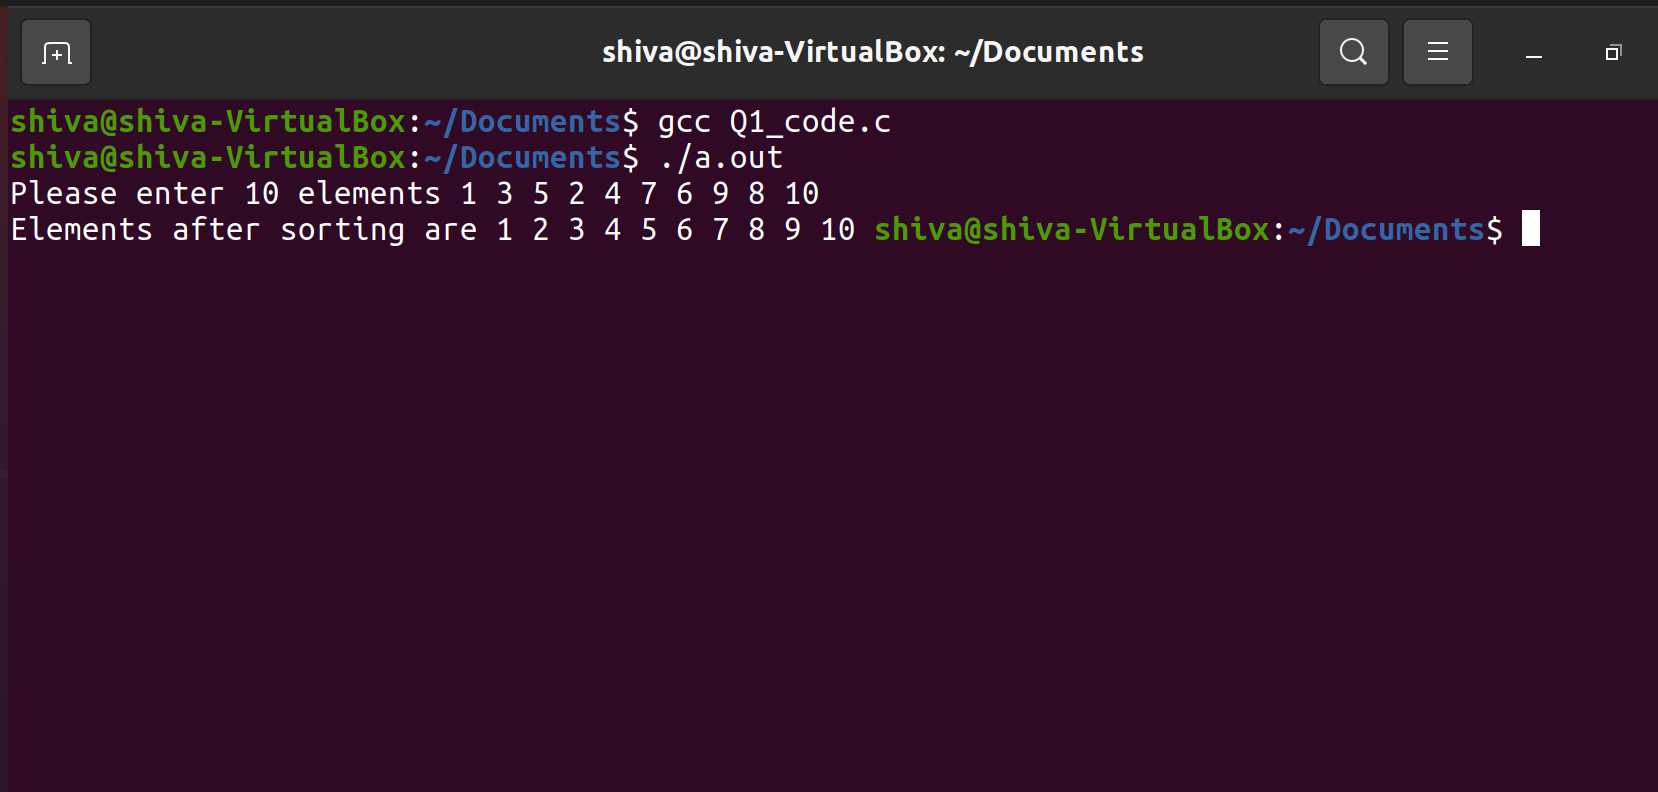 shiva@shiva-VirtualBox: ~/Documents
shiva@shiva-VirtualBox:~/Documents$ gcc Q1_code.c
shiva@shiva-VirtualBox:~/Documents$ ./a.out
Please enter 10 elements 1 3 5 2 4 7 6 9 8 10
Elements after sorting are 1 2 3 4 5 6 7 8 9 10 shiva@shiva-VirtualBox:~/Documents$